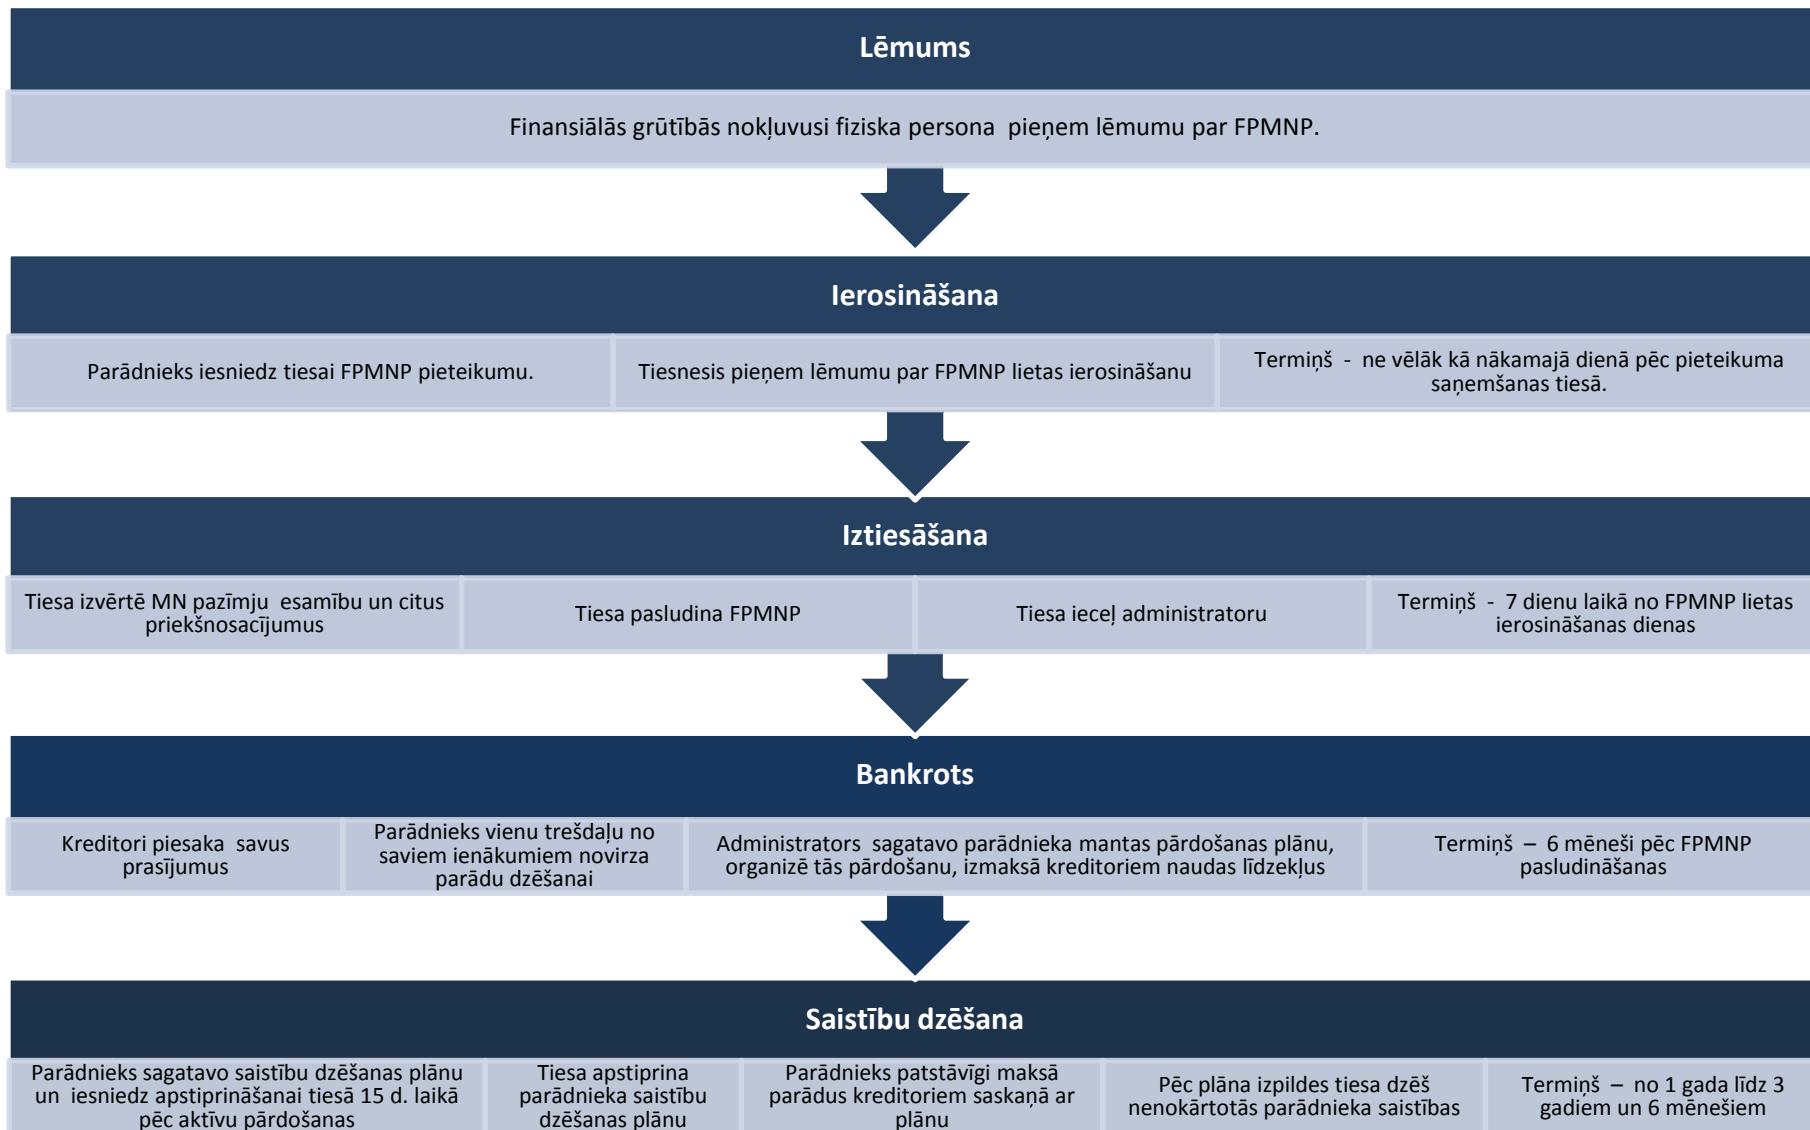 Lēmums
Finansiālās grūtībās nokļuvusi fiziska persona pieņem lēmumu par FPMNP.
Ierosināšana
Parādnieks iesniedz tiesai FPMNP pieteikumu.
Tiesnesis pieņem lēmumu par FPMNP lietas ierosināšanu
Termiņš - ne vēlāk kā nākamajā dienā pēc pieteikuma
saņemšanas tiesā.
Iztiesāšana
Tiesa izvērtē MN pazīmju esamību un citus
priekšnosacījumus
Tiesa pasludina FPMNP
Tiesa ieceļ administratoru
Termiņš - 7 dienu laikā no FPMNP lietas
ierosināšanas dienas
Bankrots
Kreditori piesaka savus
prasījumus
Parādnieks vienu trešdaļu no
saviem ienākumiem novirza
parādu dzēšanai
Administrators sagatavo parādnieka mantas pārdošanas plānu,
organizē tās pārdošanu, izmaksā kreditoriem naudas līdzekļus
Termiņš – 6 mēneši pēc FPMNP
pasludināšanas
Saistību dzēšana
Parādnieks sagatavo saistību dzēšanas plānu
un iesniedz apstiprināšanai tiesā 15 d. laikā
pēc aktīvu pārdošanas
Tiesa apstiprina
parādnieka saistību
dzēšanas plānu
Parādnieks patstāvīgi maksā
parādus kreditoriem saskaņā ar
plānu
Pēc plāna izpildes tiesa dzēš
nenokārtotās parādnieka saistības
Termiņš – no 1 gada līdz 3
gadiem un 6 mēnešiem